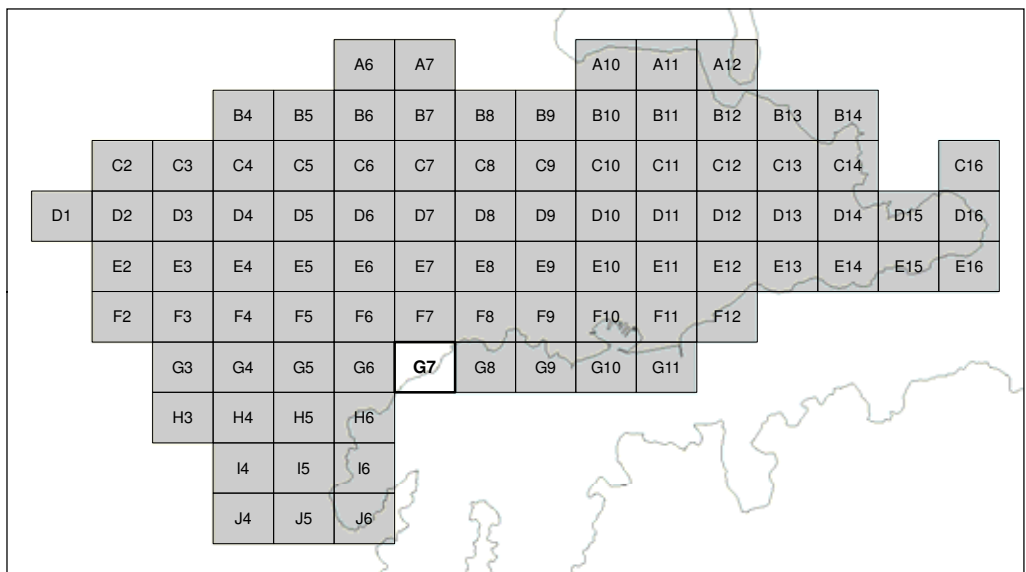 A6 A7 A10 A11 A12
B4 B5 B6 B7 B8 B9 B10 B11 B12 B13 B14
C2 C3 C4 C5 C6 C7 C8 C9 C10 C11 C12 C13 C14 C16
D1 D2 D3 D4 D5 D6 D7 D8 D9 D10 D11 D12 D13 D14 D15 D16
E2 E3 E4 E5 E6 E7 E8 E9 E10 E11 E12 E13 E14 E15 E16
F2 F3 F4 F5 F6 F7 F8 F9 F10 F11 F12
G3 G4 G5 G6 G7 G8 G9 G10 G11
H3 H4 H5 H6
I4 I5 I6
J4 J5 J6